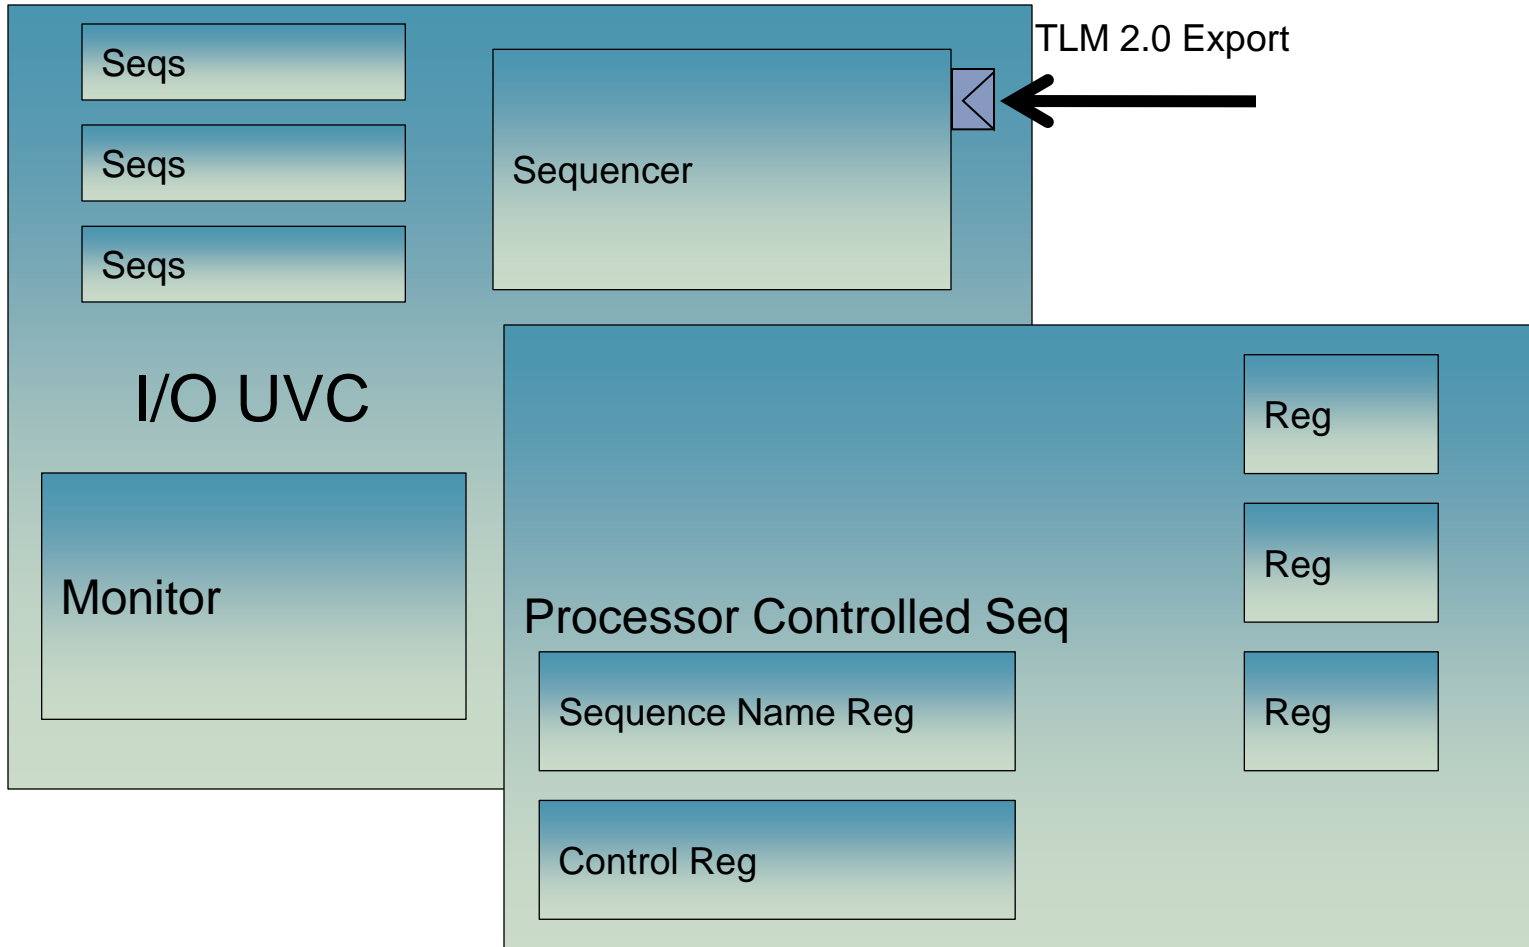 TLM 2.0 Export
Seqs
Seqs
Seqs
Sequencer
I/O UVC
Monitor
Processor Controlled Seq
Sequence Name Reg
Control Reg
Reg
Reg
Reg